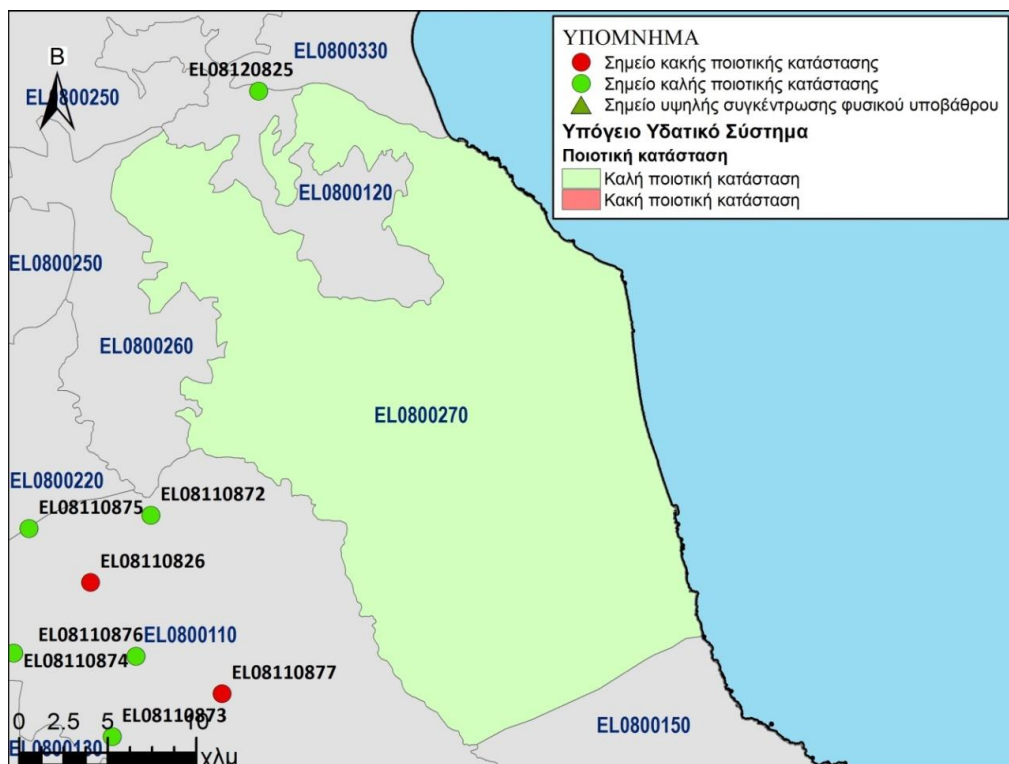 ΥΠΟΜΝΗΜΑ
Σημείο κακής ποιοτικής κατάστασης
Σημείο καλής ποιοτικής κατάστασης
Σημείο υψηλής συγκέντρωσης φυσικού υποβάθρου
Υπόγειο Υδατικό Σύστημα
Ποιοτική κατάσταση
Καλή ποιοτική κατάσταση
Κακή ποιοτική κατάσταση
Β
EL0800330
EL08120825
EL0800250
EL0800120
EL0800250
EL0800260
EL0800270
EL0800220
EL08110872
EL08110875
EL08110826
EL08110876
EL0800110
EL08110874
EL08110877
EL08110873
EL0800150
EL0800130
0 2.5 5 10
χλμ